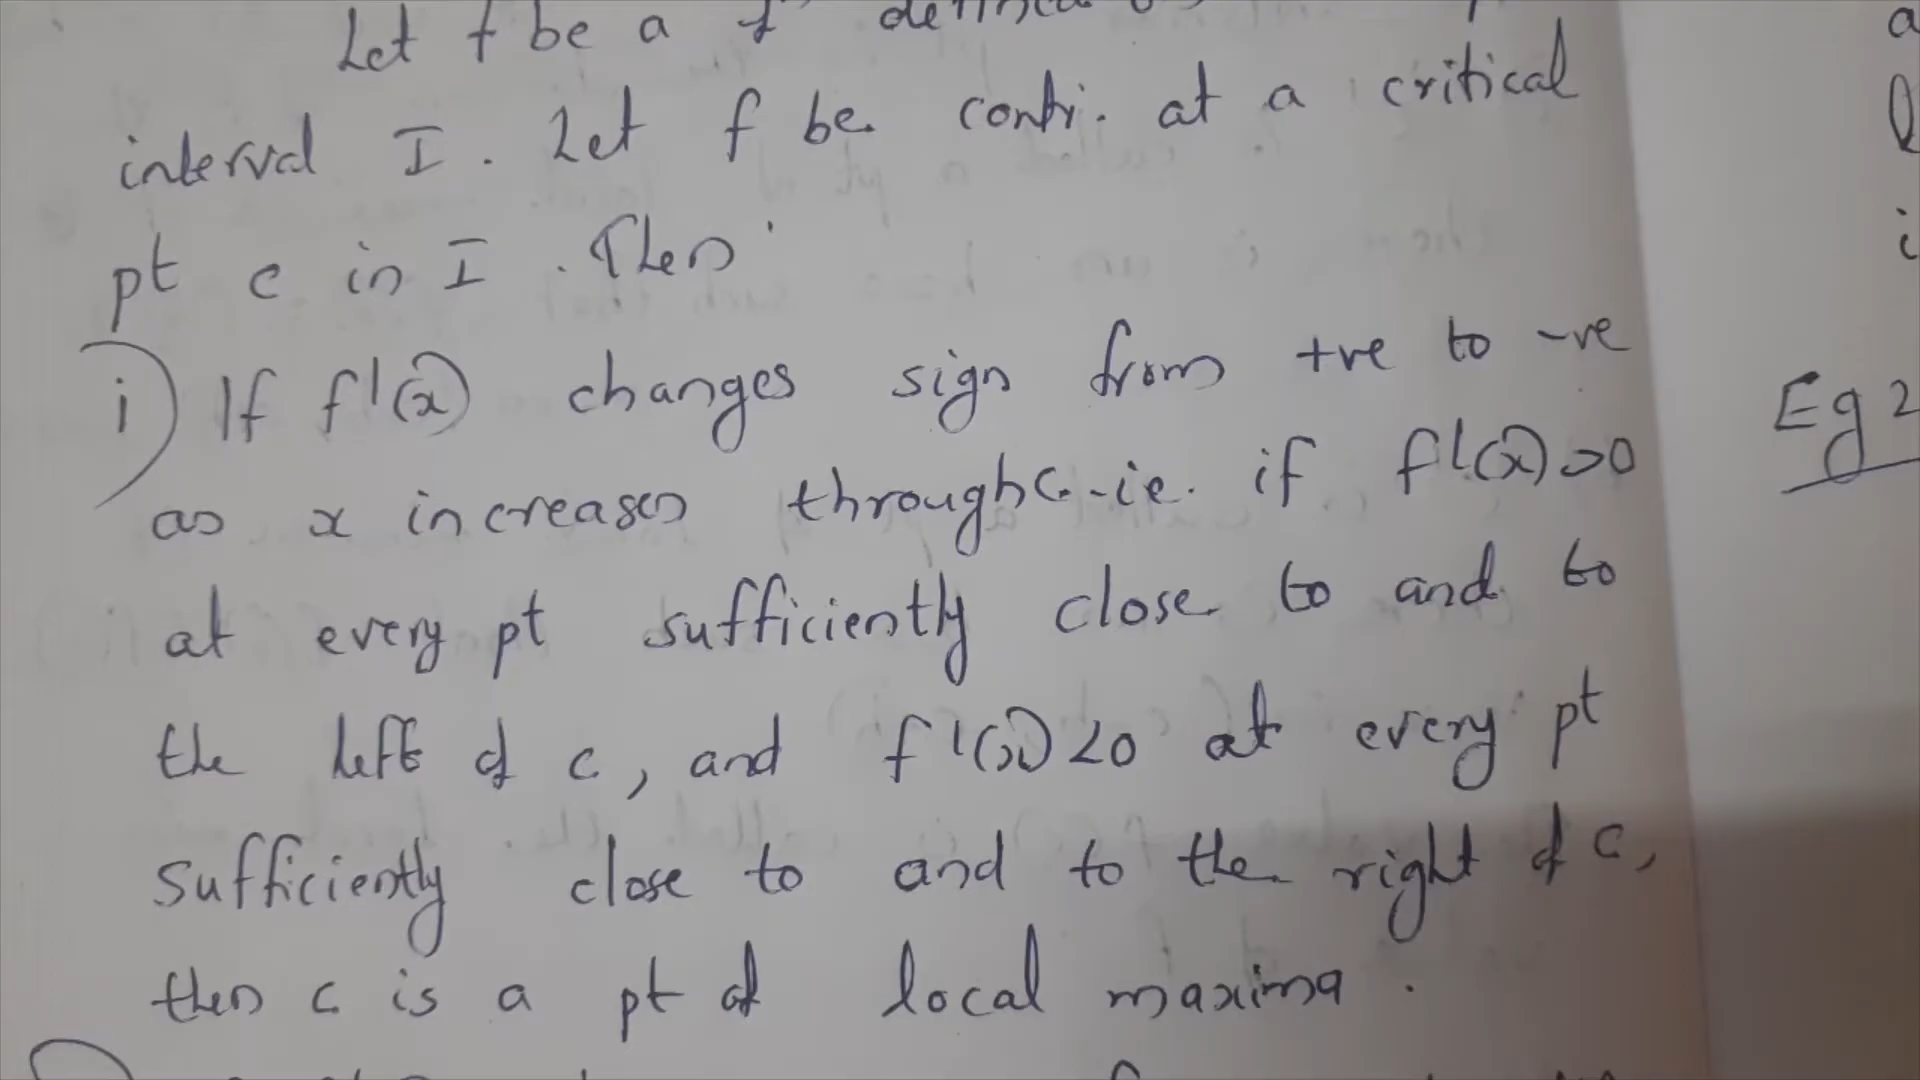 Let f be a f defined
interval I. Let f be conti. at a critical
pt c in I. Then
i) If f'(x) changes sign from +ve to -ve
as x increases through c. ie. if f'(x) >0
at every pt sufficiently close to and to
the left of c, and f'(x) <0 at every pt
sufficiently close to and to the right of c,
then c is a pt of local maxima.
Eg 2